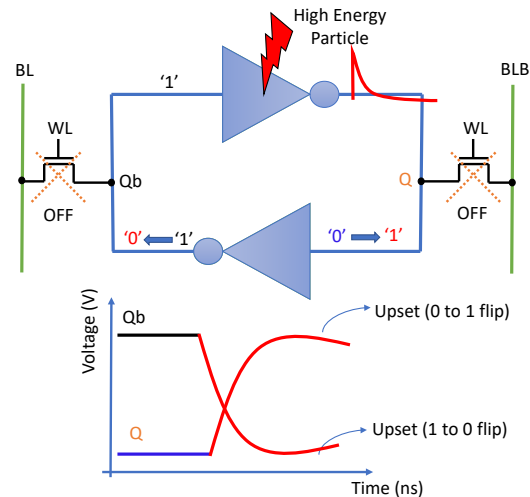 High Energy
Particle
BL
'1'
BLB
WL
WL
Qb
Q
OFF
OFF
'0' '1'
'0' '1'
Voltage (V)
Qb
Upset (0 to 1 flip)
Q
Upset (1 to 0 flip)
Time (ns)